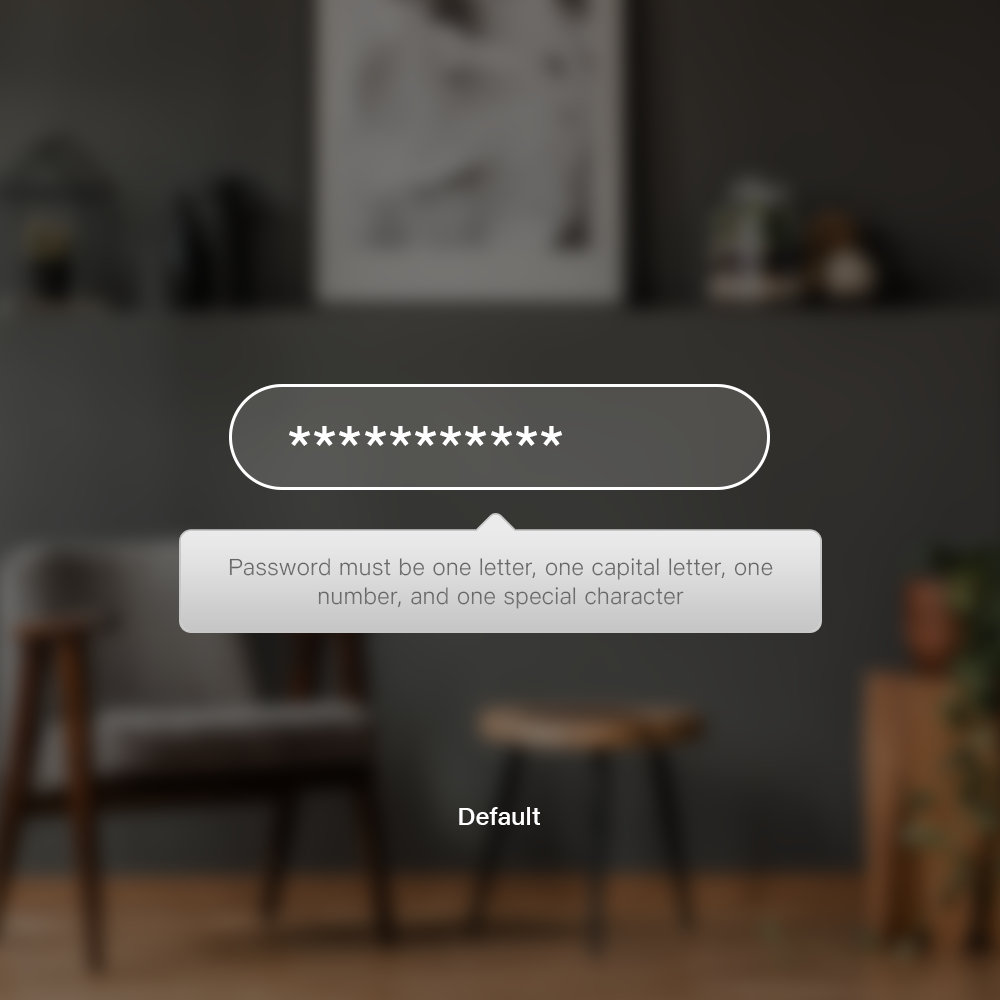 ***********
Password must be one letter, one capital letter, one
number, and one special character
Default